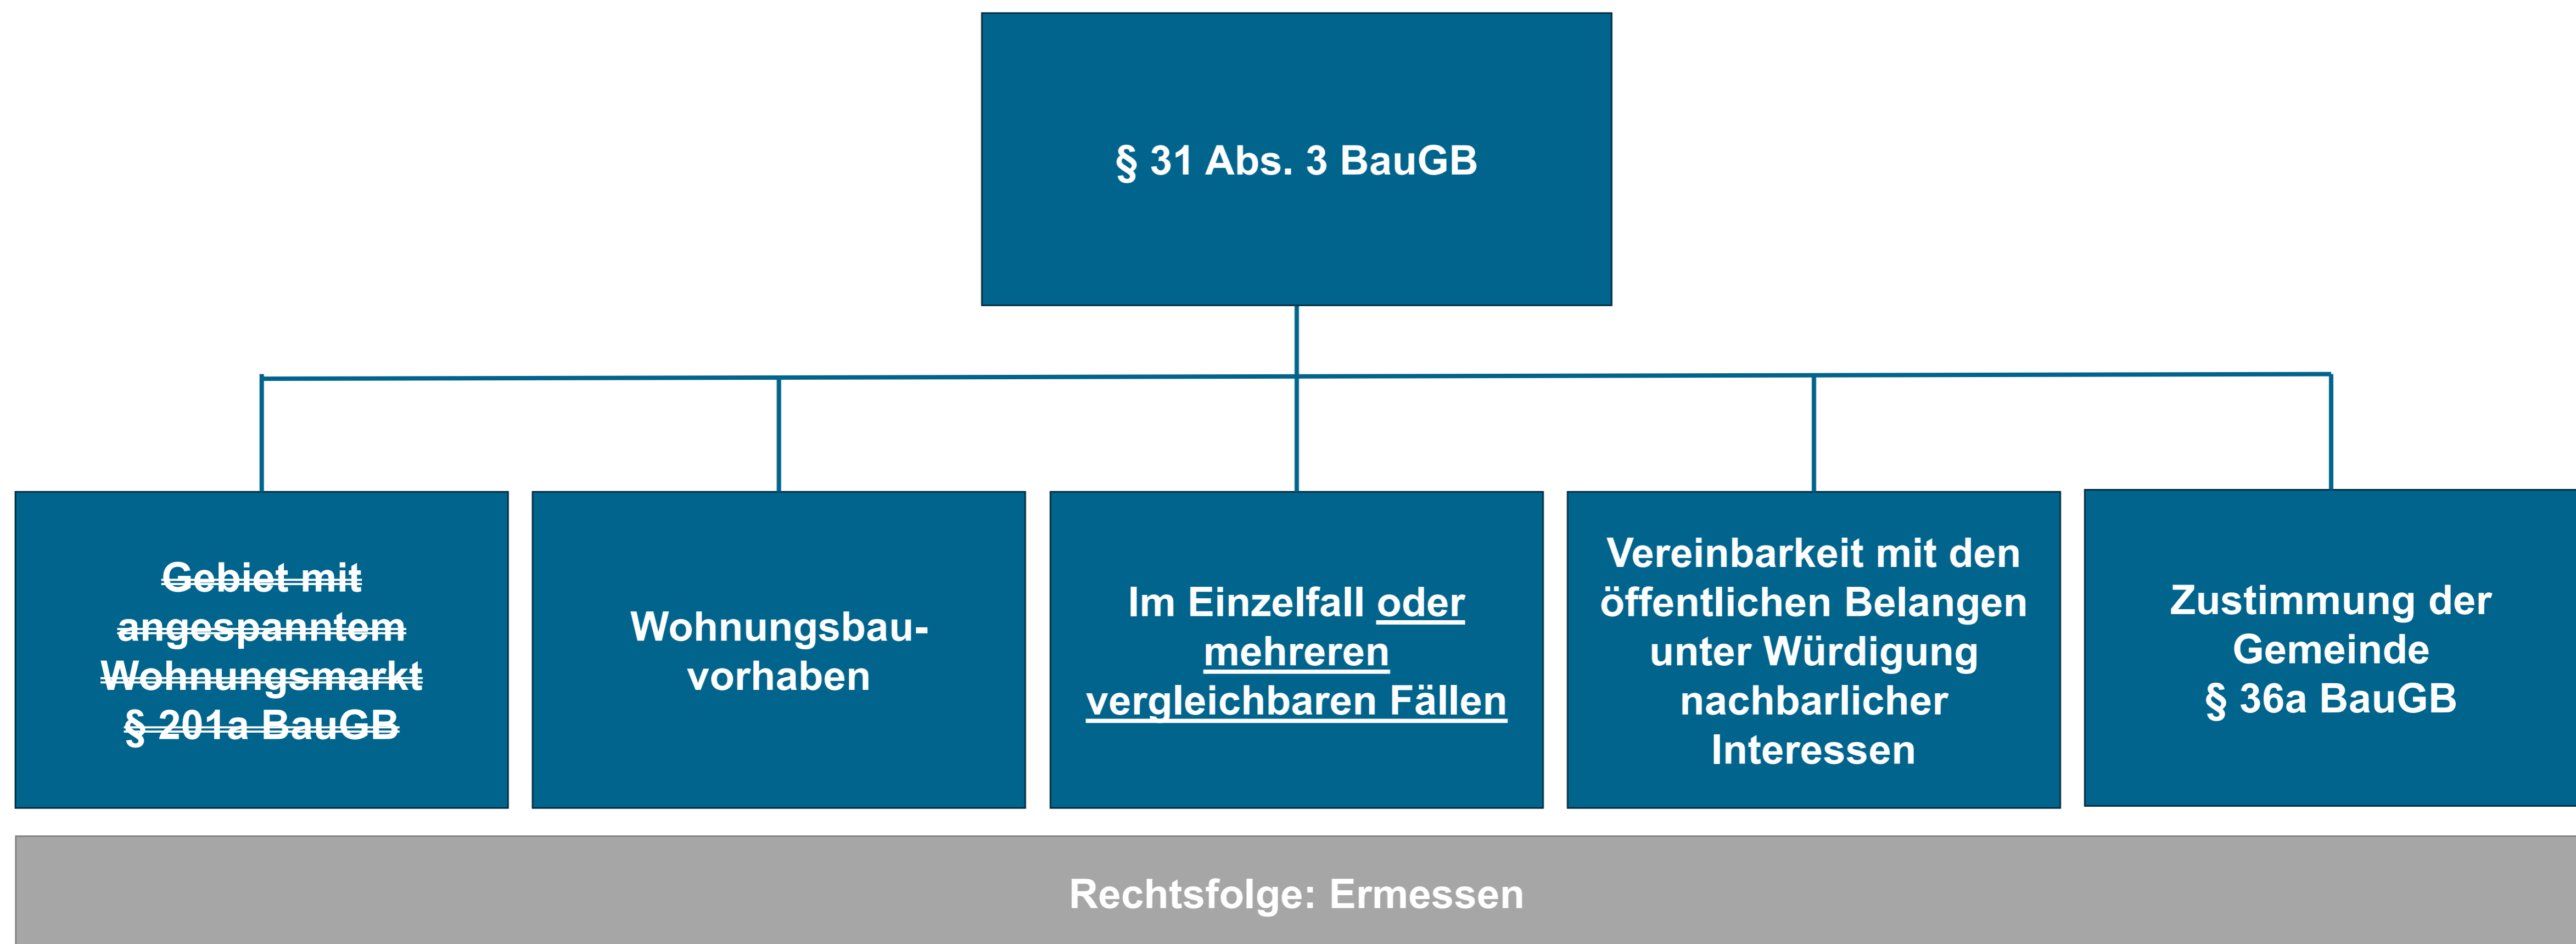 § 31 Abs. 3 BauGB
Gebiet mit
angespanntem
Wohnungsmarkt
§ 201a BauGB
Wohnungsbau-
vorhaben
Im Einzelfall oder
mehreren
vergleichbaren Fällen
Vereinbarkeit mit den
öffentlichen Belangen
unter Würdigung
nachbarlicher
Interessen
Zustimmung der
Gemeinde
§ 36a BauGB
Rechtsfolge: Ermessen